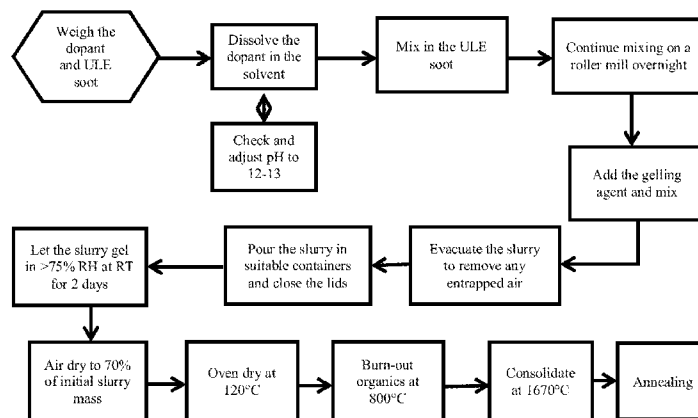 Weigh the
dopant
and ULE
soot
Dissolve the
dopant in the
solvent
Check and
adjust pH to
12-13
Mix in the ULE
soot
Continue mixing on a
roller mill overnight
Add the gelling
agent and mix
Evacuate the slurry
to remove any
entrapped air
Pour the slurry in
suitable containers
and close the lids
Let the slurry gel
in >75% RH at RT
for 2 days
Air dry to 70%
of initial slurry
mass
Oven dry at
120°C
Burn-out
organics at
800°C
Consolidate
at 1670°C
Annealing